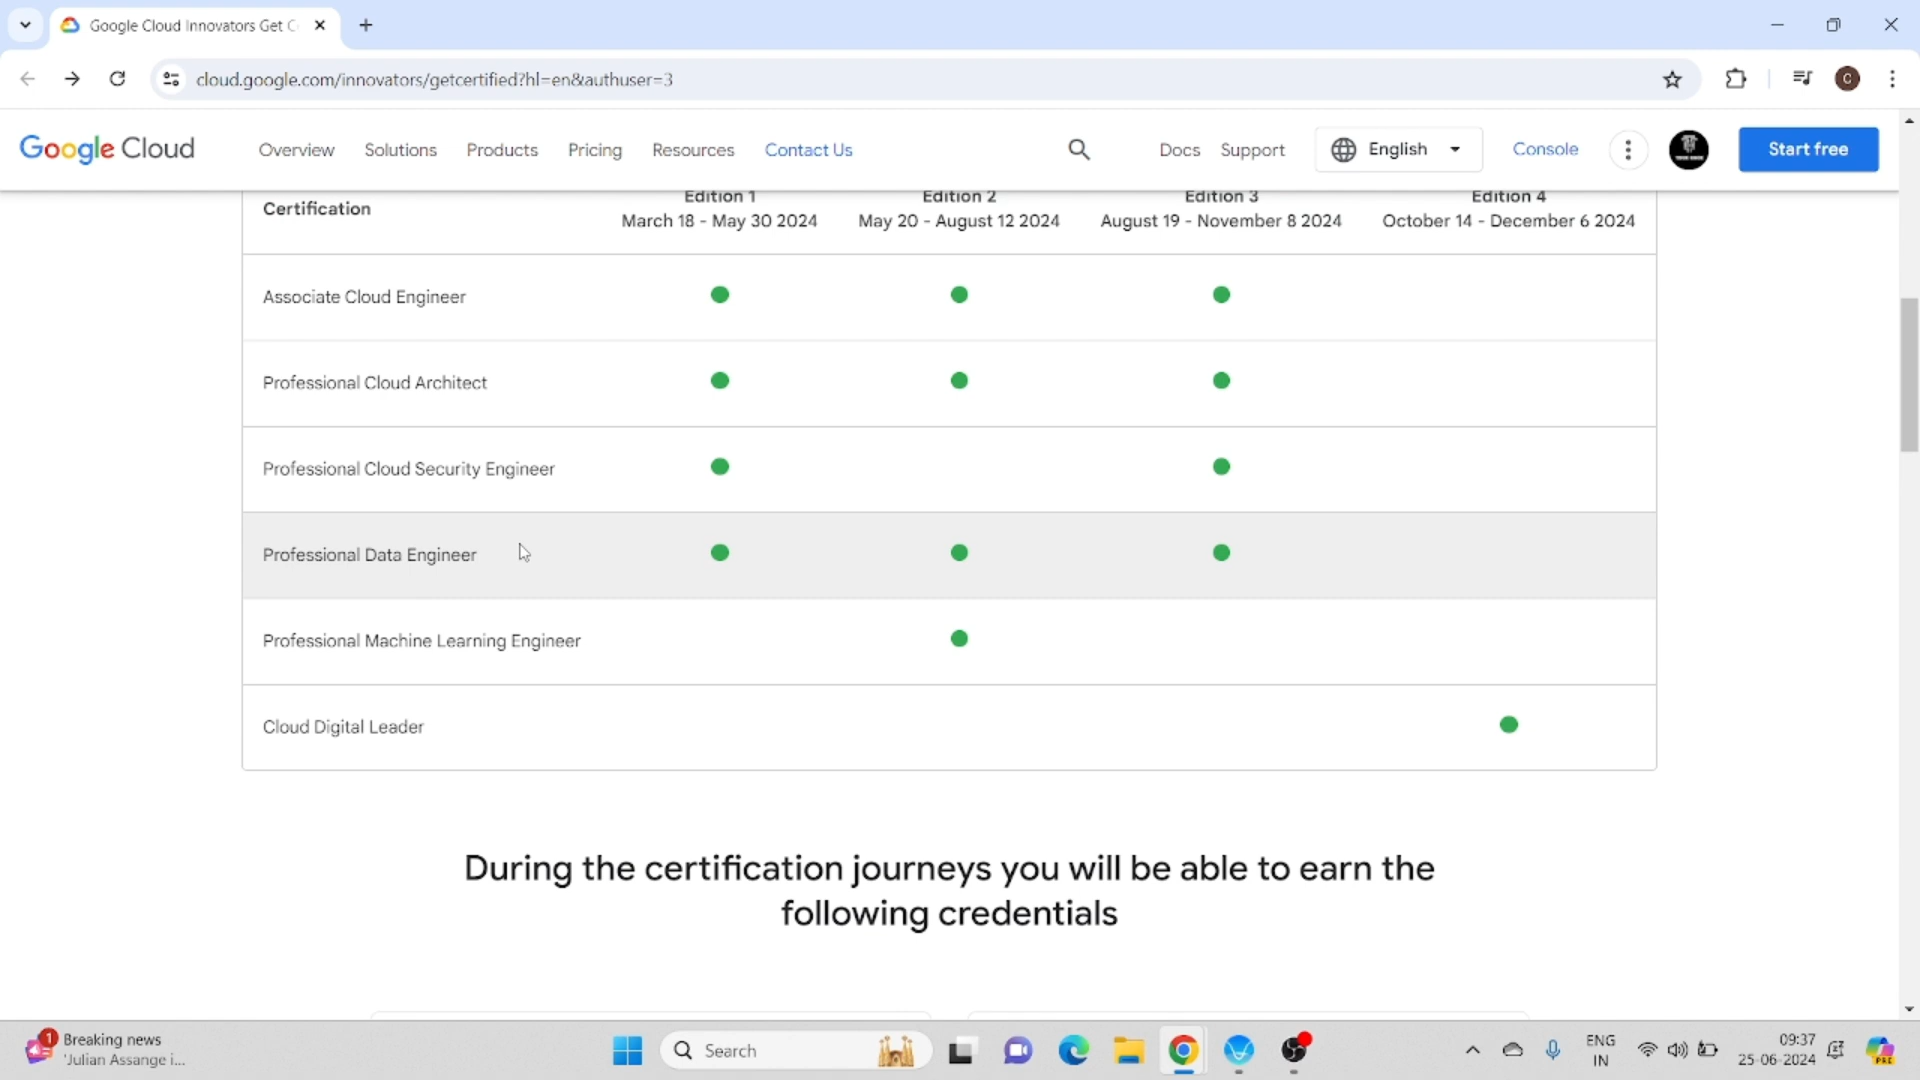 Google Cloud Innovators Get C
cloud.google.com/innovators/getcertified?hl=en&authuser=3
C
Google Cloud
Overview
Solutions
Products
Pricing
Resources
Contact Us
Docs
Support
English
Console
Start free
Certification
Edition 1
March 18 - May 30 2024
Edition 2
May 20 - August 12 2024
Edition 3
August 19 - November 8 2024
Edition 4
October 14 - December 6 2024
Associate Cloud Engineer
Professional Cloud Architect
Professional Cloud Security Engineer
Professional Data Engineer
Professional Machine Learning Engineer
Cloud Digital Leader
During the certification journeys you will be able to earn the
following credentials
1
Breaking news
'Julian Assange i...
Search
ENG
IN
09:37
25-06-2024
PRE